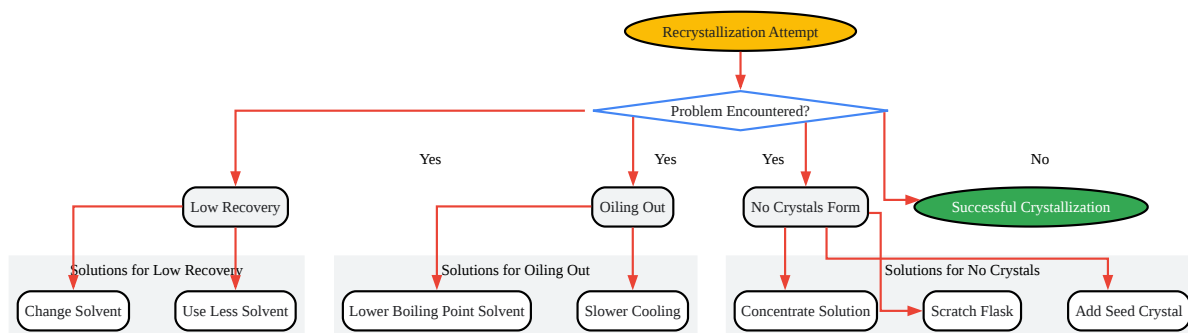 Recrystallization Attempt
Problem Encountered?
Yes
Yes
Yes
No
Low Recovery
Oiling Out
No Crystals Form
Successful Crystallization
Solutions for Low Recovery
Solutions for Oiling Out
Solutions for No Crystals
Change Solvent
Use Less Solvent
Lower Boiling Point Solvent
Slower Cooling
Concentrate Solution
Scratch Flask
Add Seed Crystal